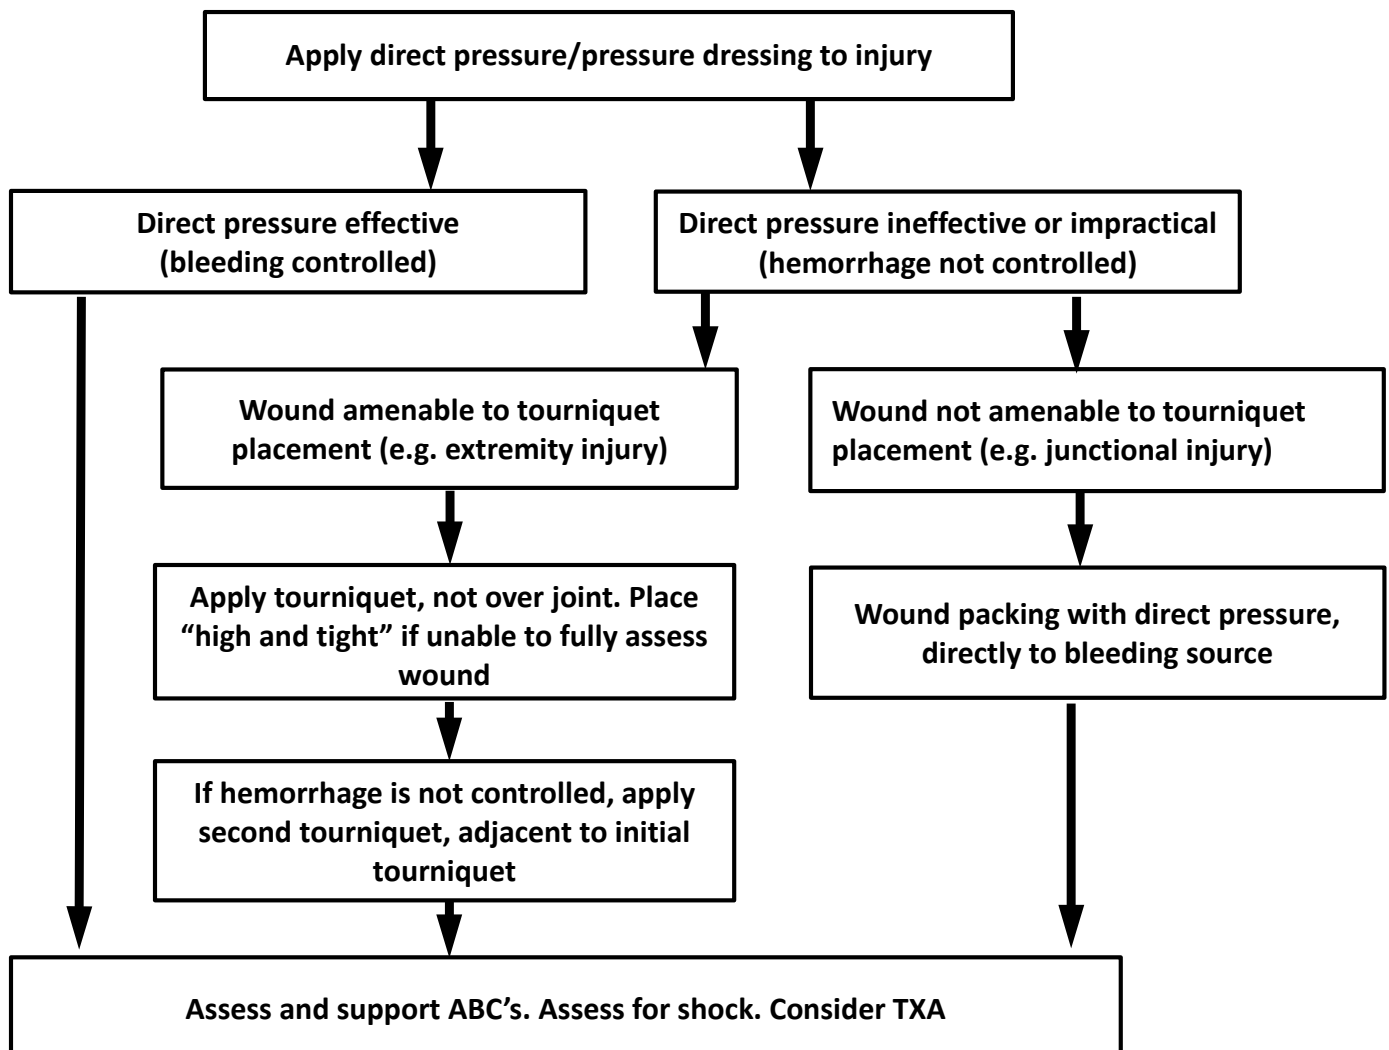 Apply direct pressure/pressure dressing to injury
Direct pressure effective
(bleeding controlled)
Direct pressure ineffective or impractical
(hemorrhage not controlled)
Wound amenable to tourniquet
placement (e.g. extremity injury)
Wound not amenable to tourniquet
placement (e.g. junctional injury)
Apply tourniquet, not over joint. Place
“high and tight” if unable to fully assess
wound
Wound packing with direct pressure,
directly to bleeding source
If hemorrhage is not controlled, apply
second tourniquet, adjacent to initial
tourniquet
Assess and support ABC’s. Assess for shock. Consider TXA